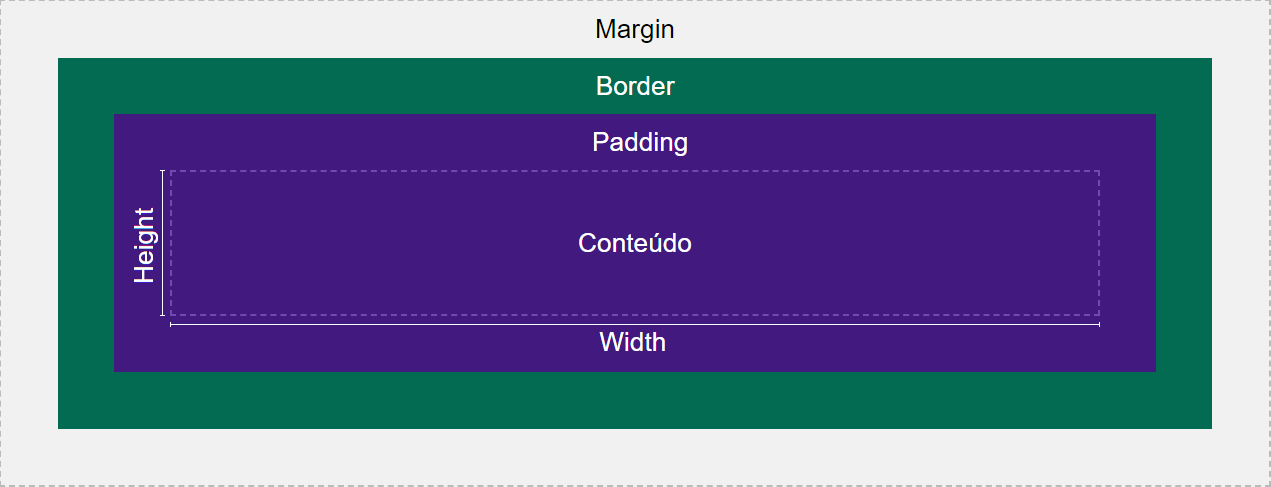 Margin
Border
Padding
Height
Conteúdo
Width